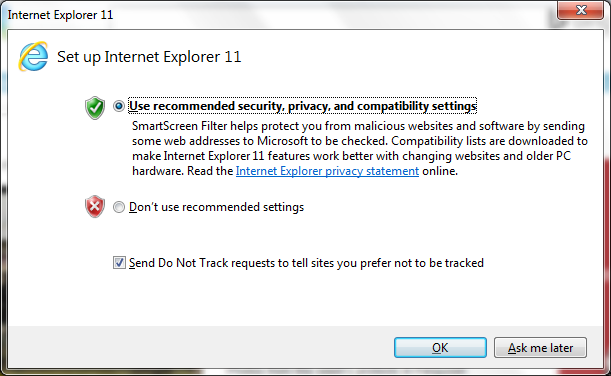 Internet Explorer 11
Set up Internet Explorer 11
Use recommended security, privacy, and compatibility settings
SmartScreen Filter helps protect you from malicious websites and software by sending
some web addresses to Microsoft to be checked. Compatibility lists are downloaded to
make Internet Explorer 11 features work better with changing websites and older PC
hardware. Read the Internet Explorer privacy statement online.
Don't use recommended settings
Send Do Not Track requests to tell sites you prefer not to be tracked
OK
Ask me later